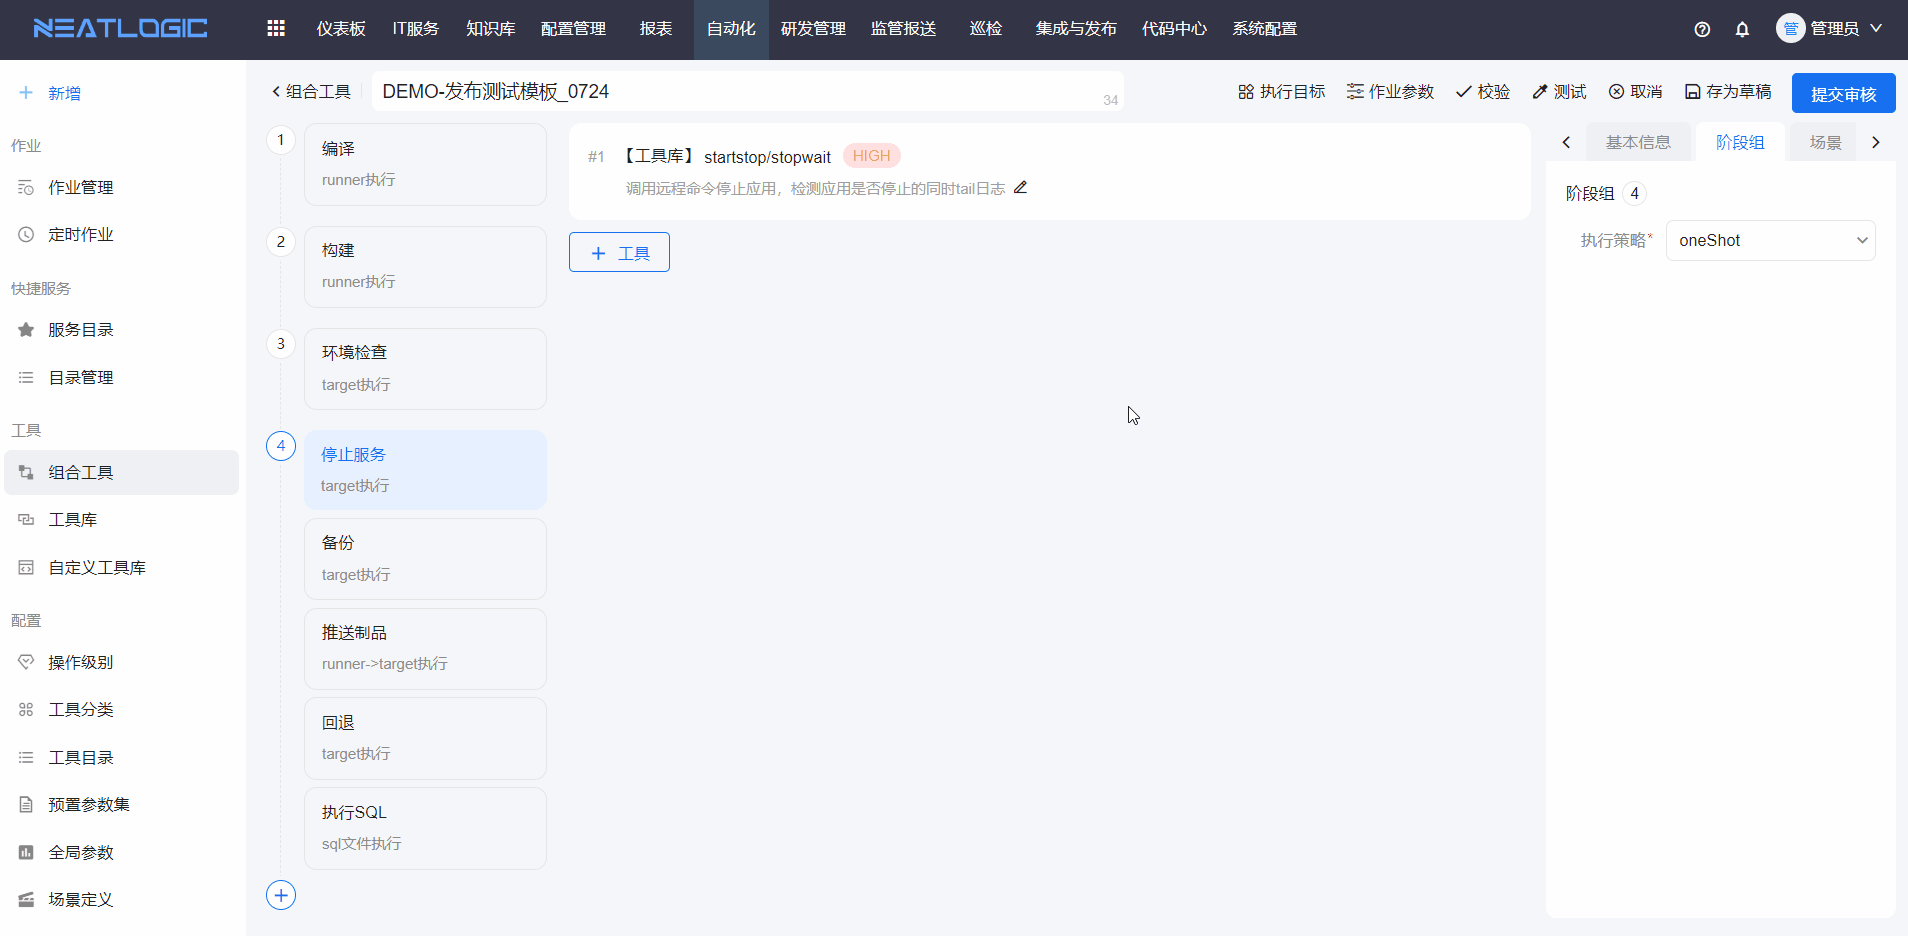 NEATLOGIC
仪表板 IT服务 知识库 配置管理 报表 自动化 研发管理 监管报送 巡检 集成与发布 代码中心 系统配置 管 管理员
新增
作业
作业管理
定时作业
快捷服务
服务目录
目录管理
工具
组合工具
工具库
自定义工具库
配置
操作级别
工具分类
工具目录
预置参数集
全局参数
场景定义
组合工具 DEMO-发布测试模板_0724 34
执行目标 作业参数 校验 测试 取消 存为草稿 提交审核
1 编译
runner执行
2 构建
runner执行
3 环境检查
target执行
4 停止服务
target执行
备份
target执行
推送制品
runner->target执行
回退
target执行
执行SQL
sql文件执行
#1 【工具库】 startstop/stopwait HIGH
调用远程命令停止应用，检测应用是否停止的同时tail日志
工具
基本信息 阶段组 场景
阶段组 4
执行策略* oneShot